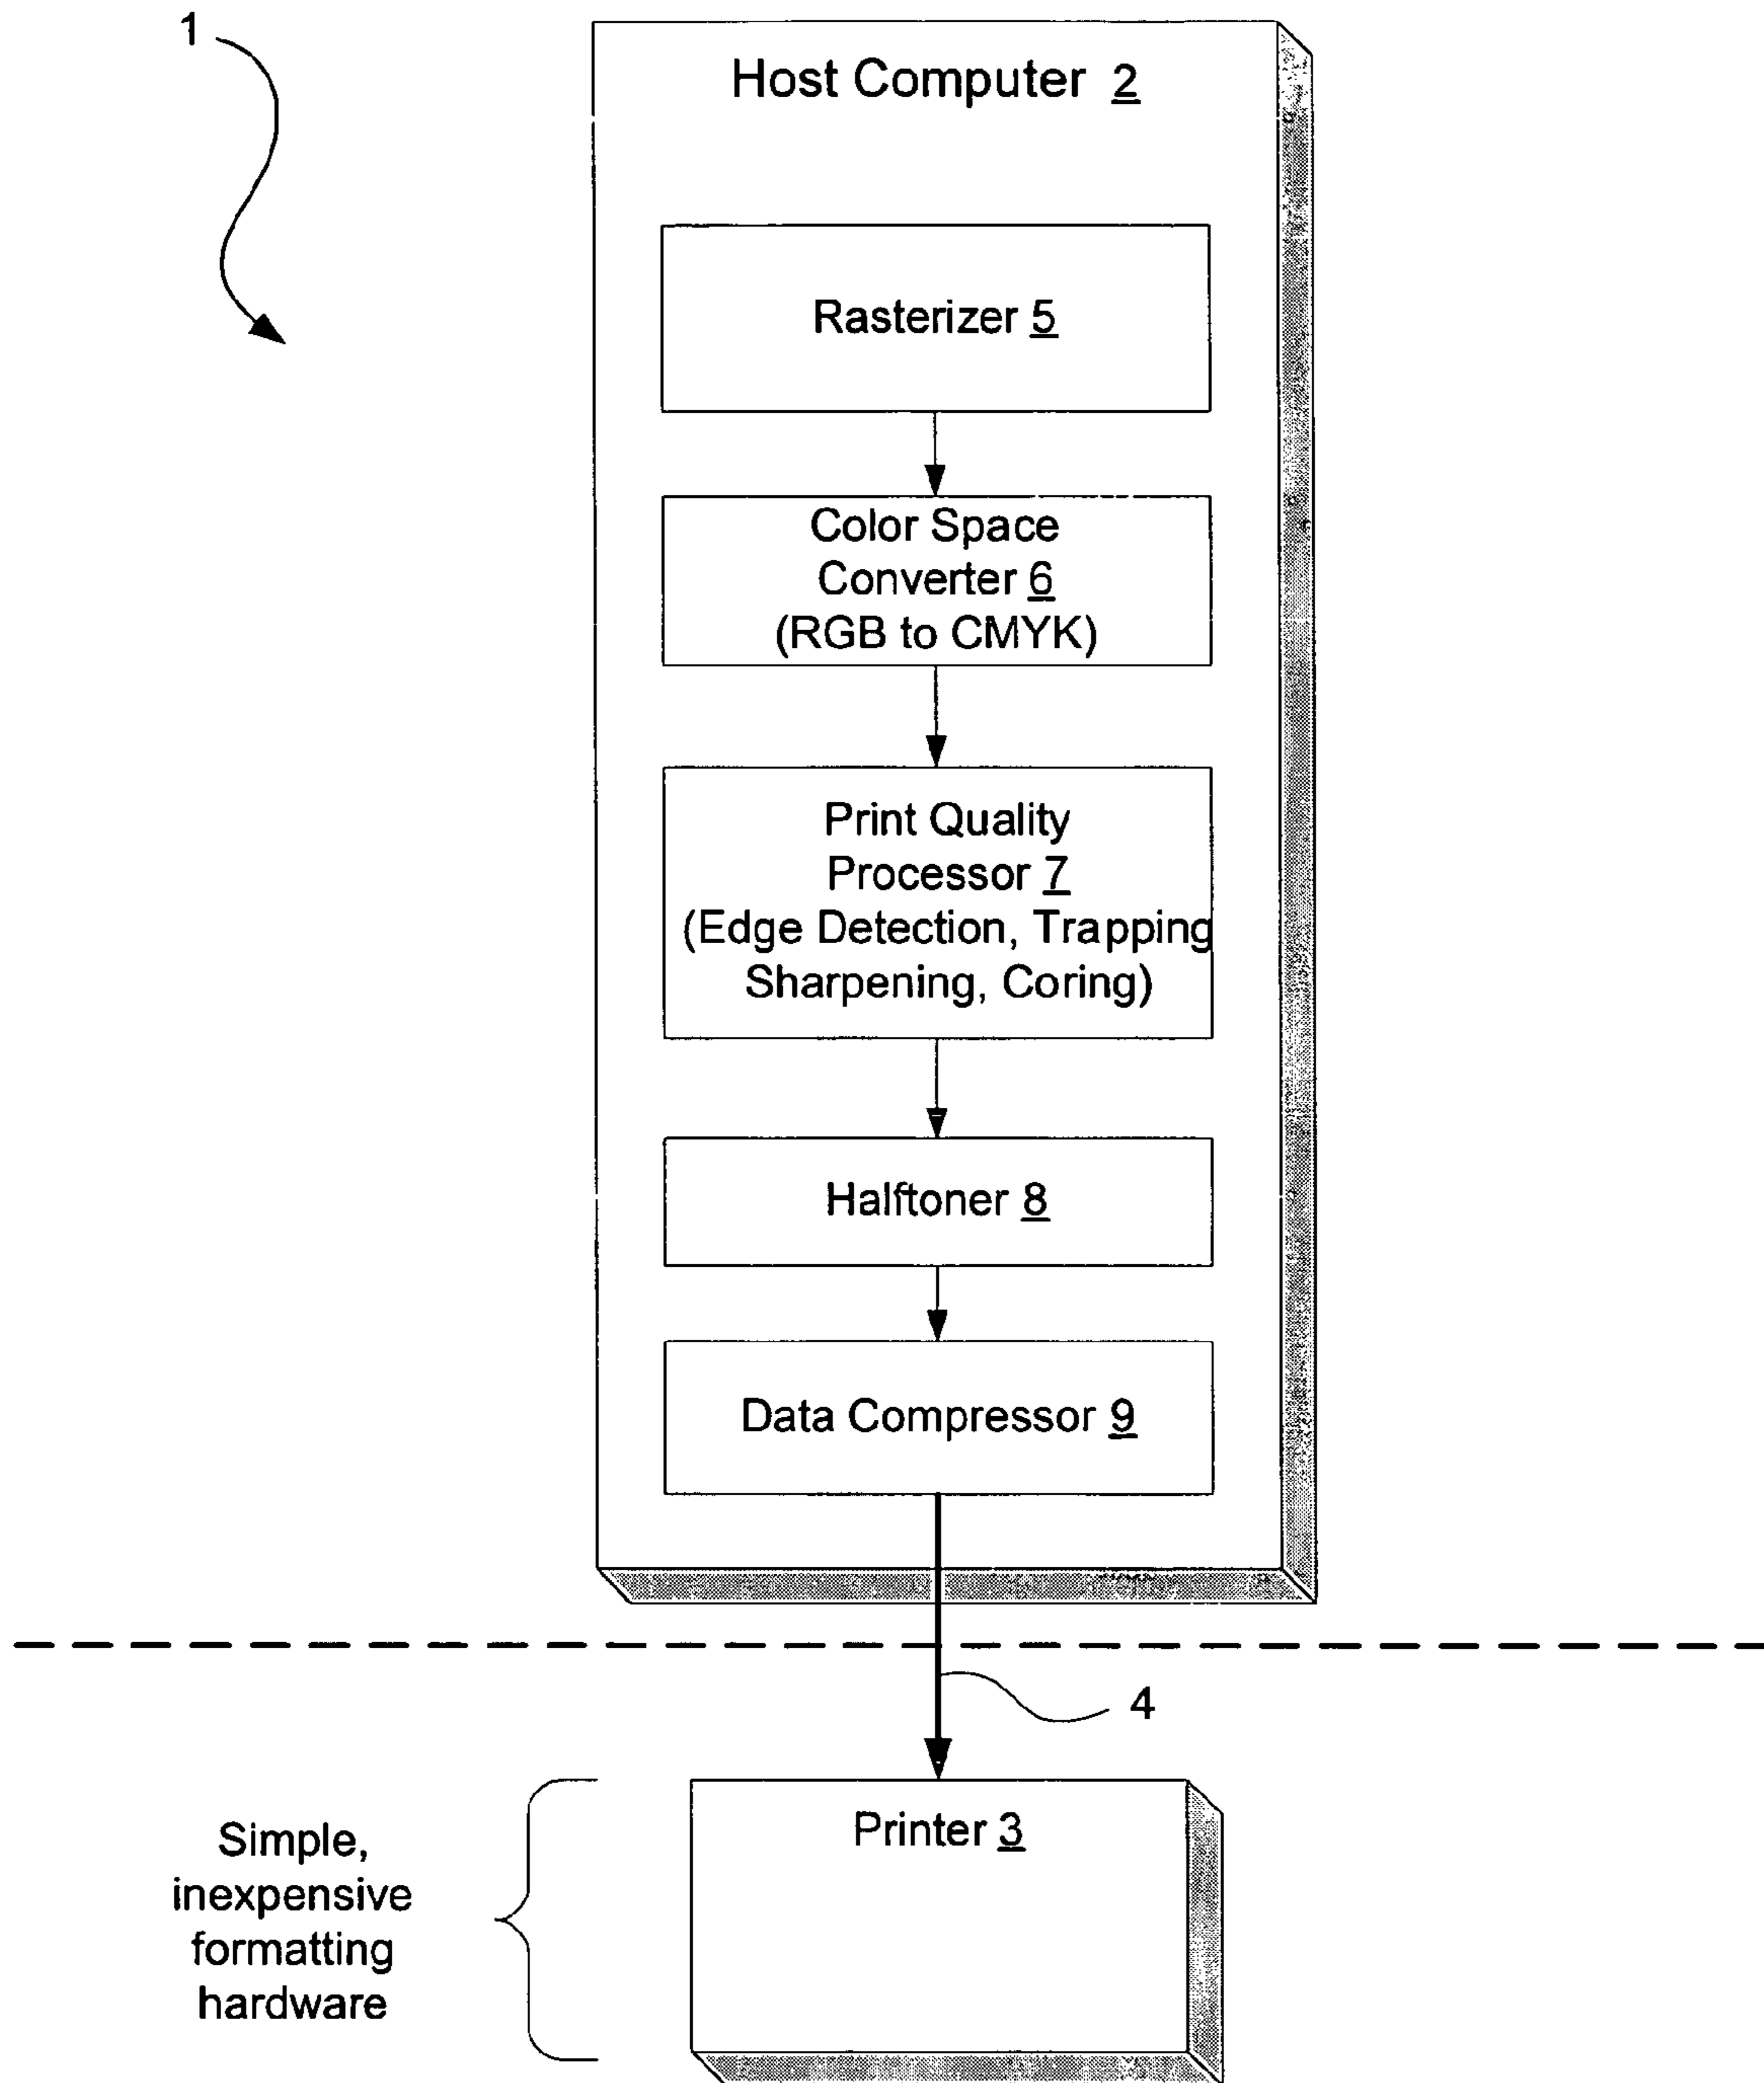 1
Host Computer 2
Rasterizer 5
Color Space
Converter 6
(RGB to CMYK)
Print Quality
Processor 7
(Edge Detection, Trapping
Sharpening, Coring)
Halftoner 8
Data Compressor 9
4
Printer 3
Simple,
inexpensive
formatting
hardware